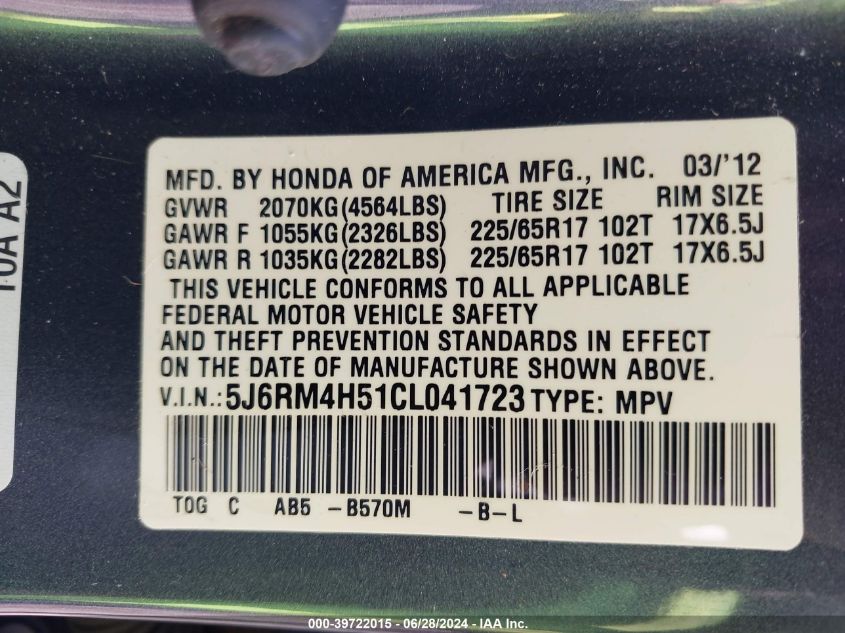 MFD. BY HONDA OF AMERICA MFG., INC. 03/'12
GVWR 2070KG(4564LBS) TIRE SIZE RIM SIZE
GAWR F 1055KG(2326LBS) 225/65R17 102T 17X6.5J
GAWR R 1035KG(2282LBS) 225/65R17 102T 17X6.5J
THIS VEHICLE CONFORMS TO ALL APPLICABLE
FEDERAL MOTOR VEHICLE SAFETY
AND THEFT PREVENTION STANDARDS IN EFFECT
ON THE DATE OF MANUFACTURE SHOWN ABOVE.
V.I.N.:5J6RM4H51CL041723 TYPE: MPV
TOG C AB5 -B570M -B-L
A2
000-39722015 / 06/28/2024 - IAA Inc.